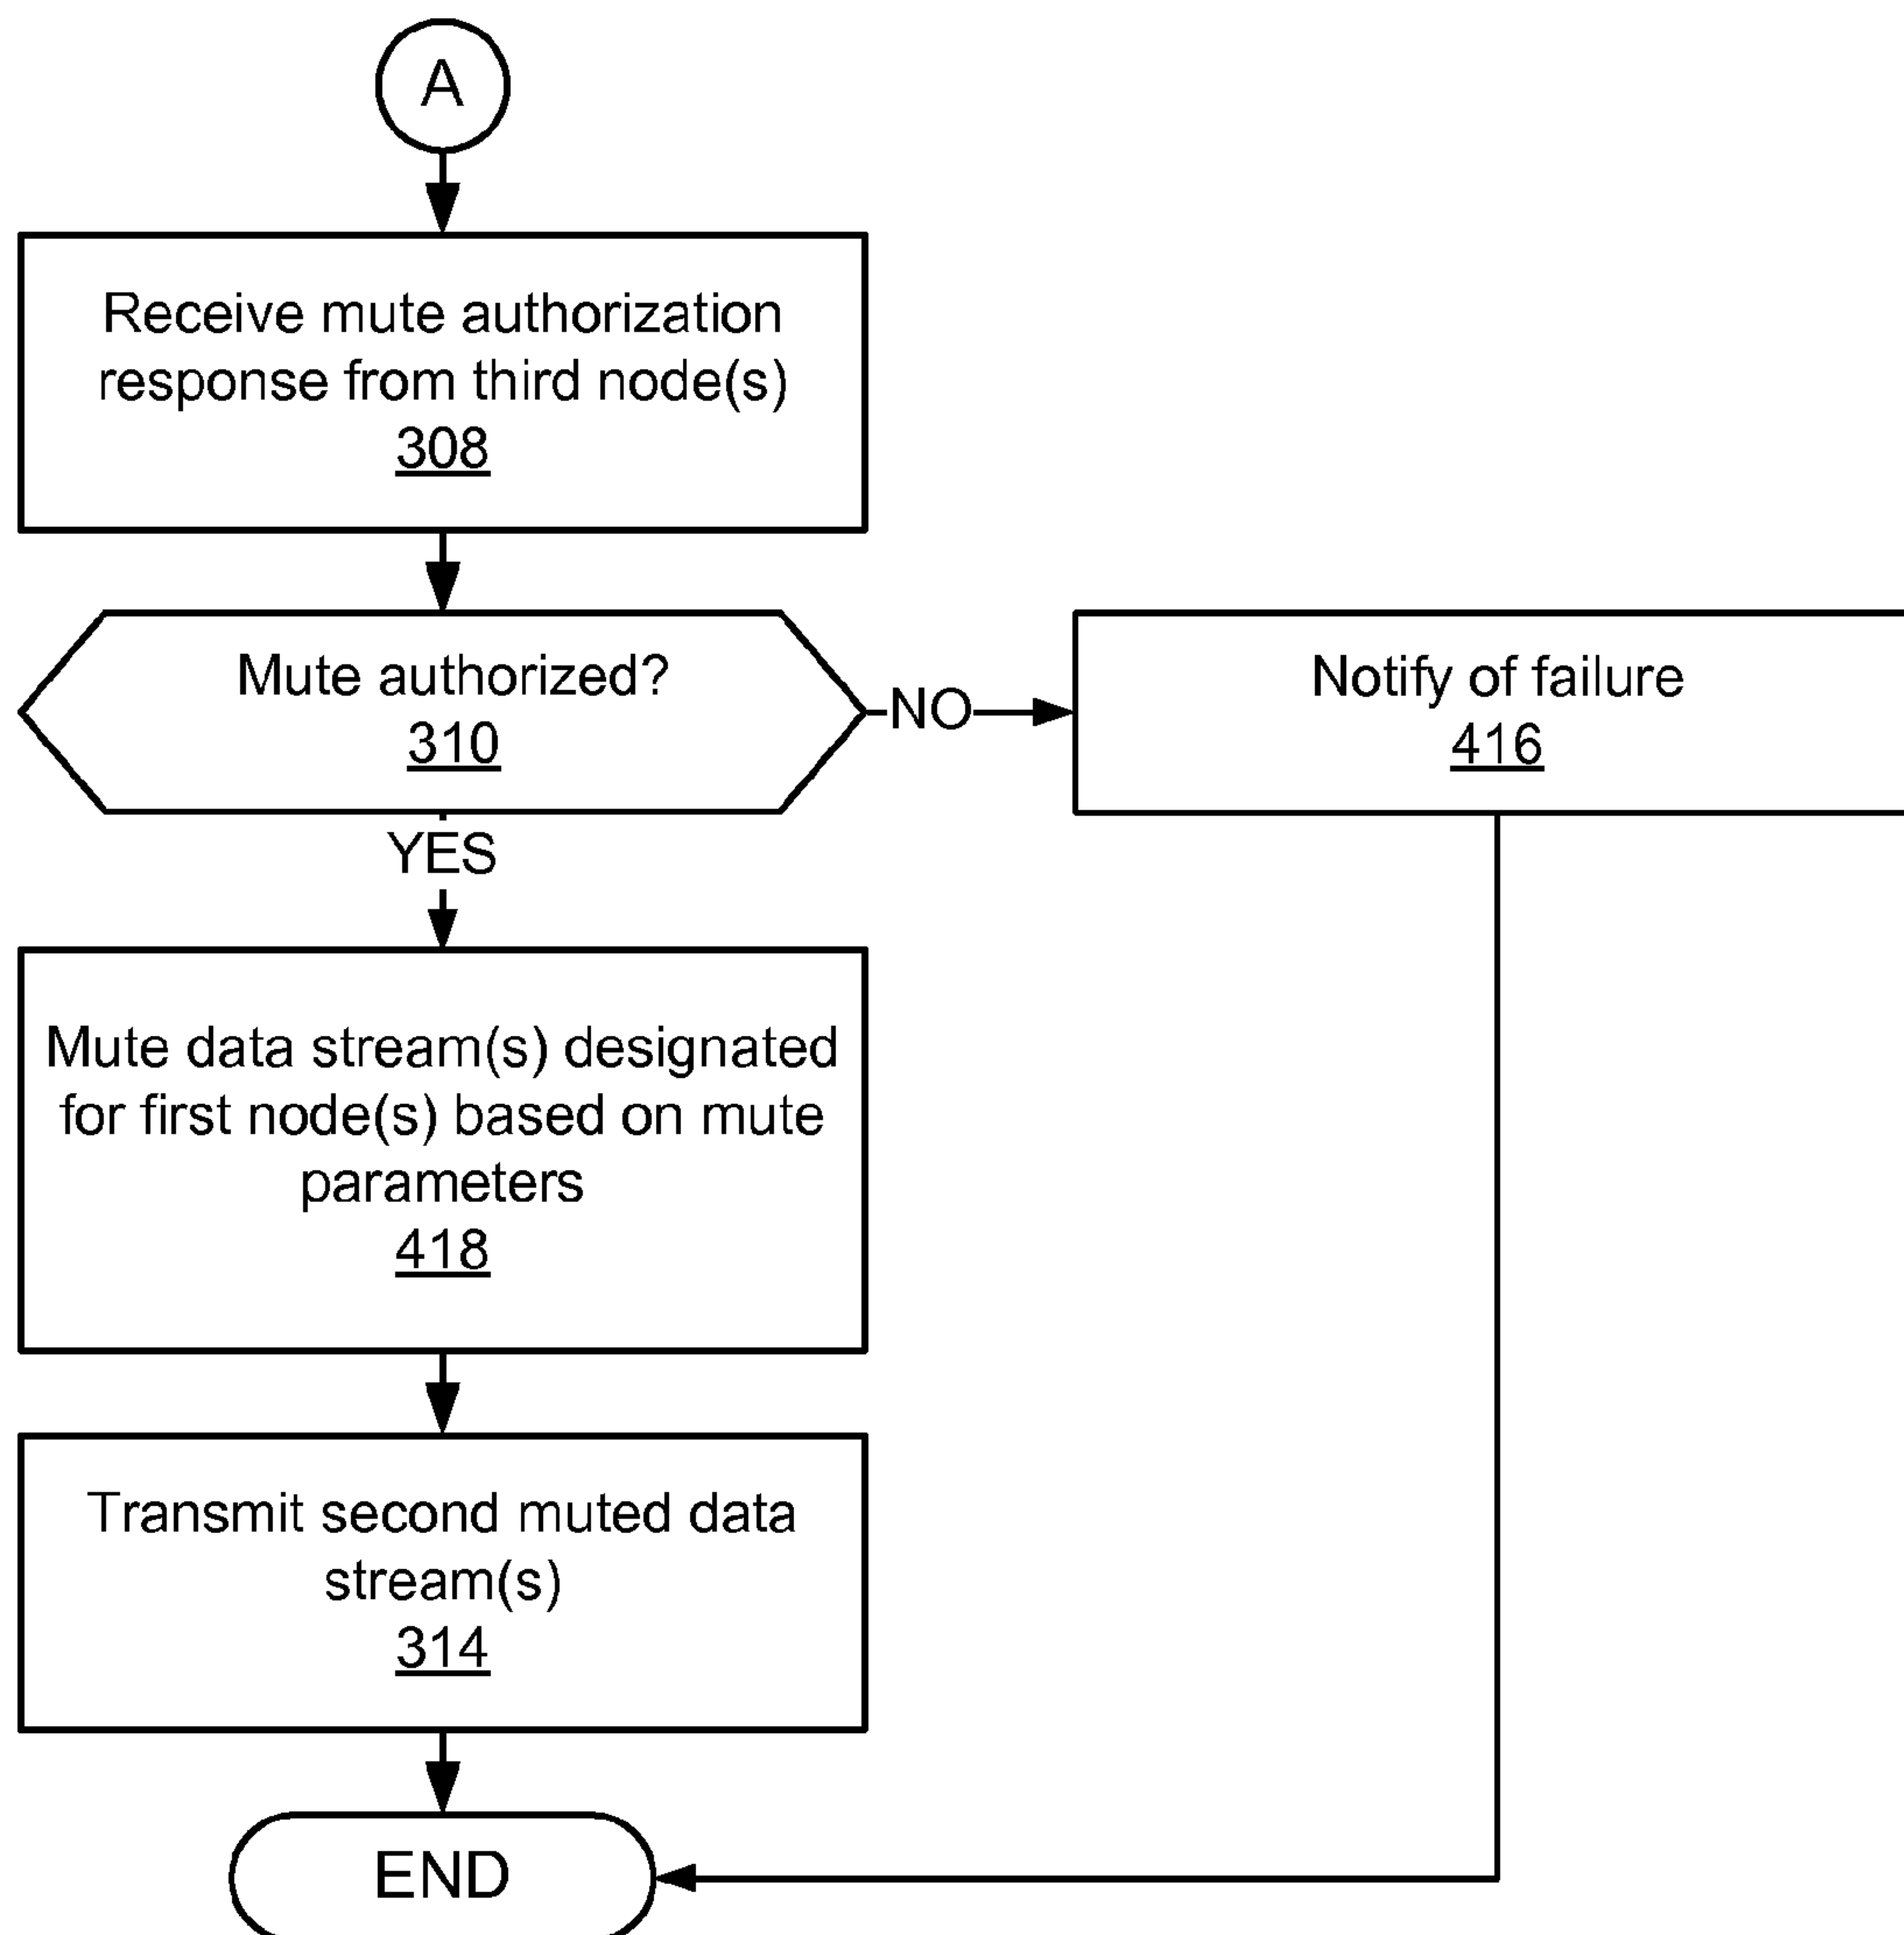 A
Receive mute authorization
response from third node(s)
308
Mute authorized?
310
NO
Notify of failure
416
YES
Mute data stream(s) designated
for first node(s) based on mute
parameters
418
Transmit second muted data
stream(s)
314
END